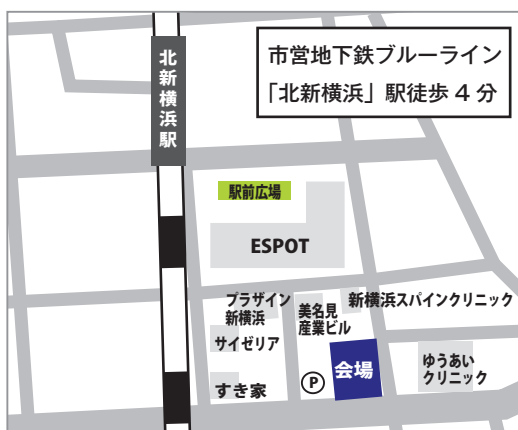 市営地下鉄ブルーライン
「北新横浜」駅徒歩 4 分
北新横浜駅
駅前広場
ESPOT
プラザイン
新横浜
美名見
産業ビル
新横浜スパインクリニック
サイゼリア
会場
ゆうあい
クリニック
すき家
P